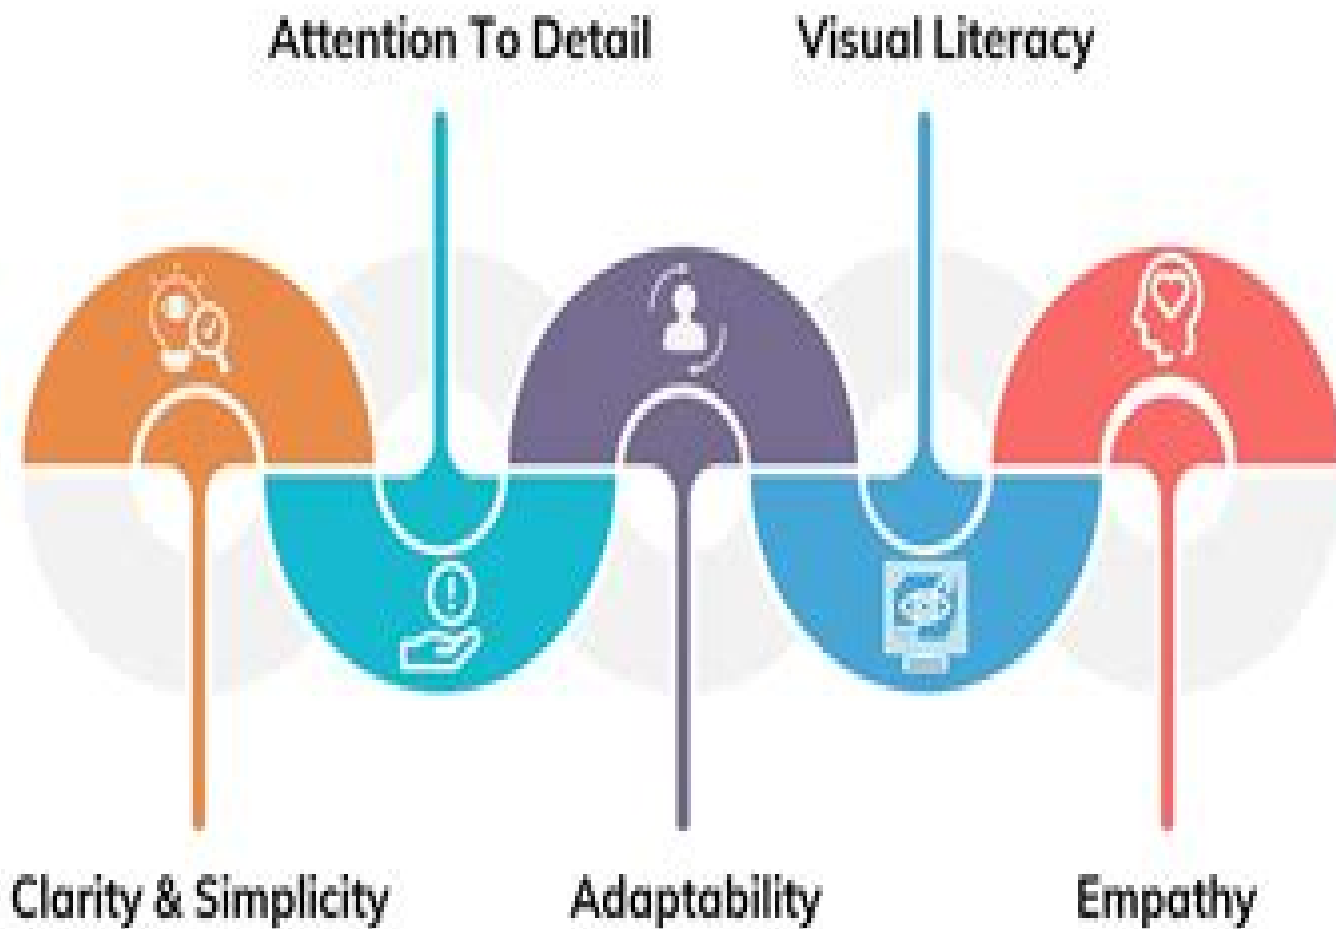 Attention To Detail
Visual Literacy
Clarity & Simplicity
Adaptability
Empathy